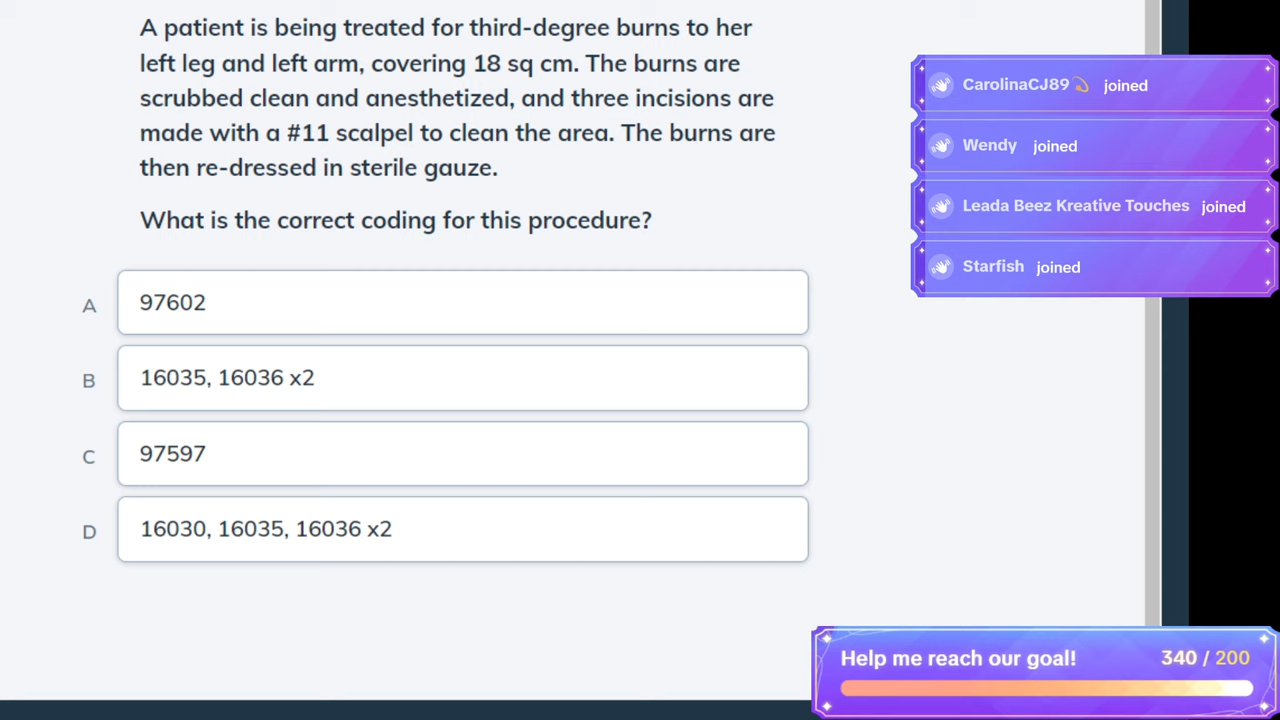 A patient is being treated for third-degree burns to her
left leg and left arm, covering 18 sq cm. The burns are
scrubbed clean and anesthetized, and three incisions are
made with a #11 scalpel to clean the area. The burns are
then re-dressed in sterile gauze.
What is the correct coding for this procedure?
A 97602
B 16035, 16036 x2
C 97597
D 16030, 16035, 16036 x2
CarolinaCJ89 💫 joined
Wendy joined
Leada Beez Kreative Touches joined
Starfish joined
Help me reach our goal! 340 / 200